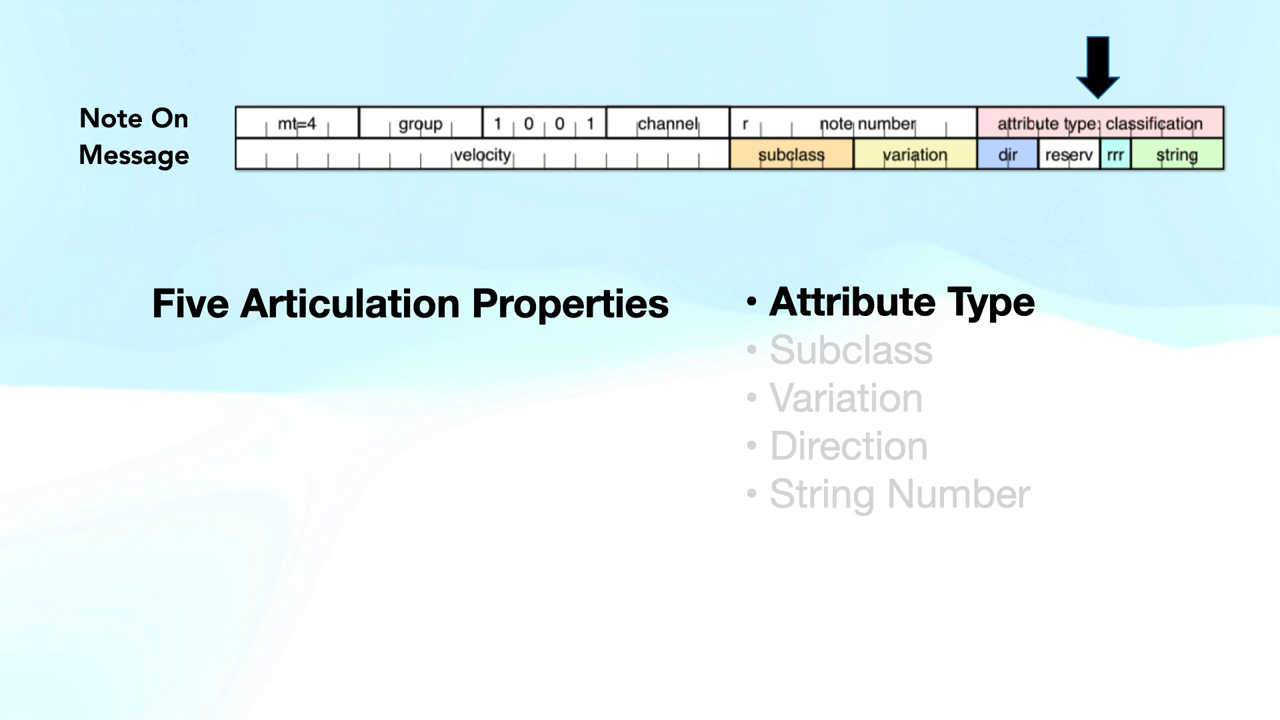 Note On
Message
mt=4 group 1 0 0 1 channel r note number attribute type: classification
velocity subclass variation dir reserv rrr string
Five Articulation Properties
• Attribute Type
• Subclass
• Variation
• Direction
• String Number